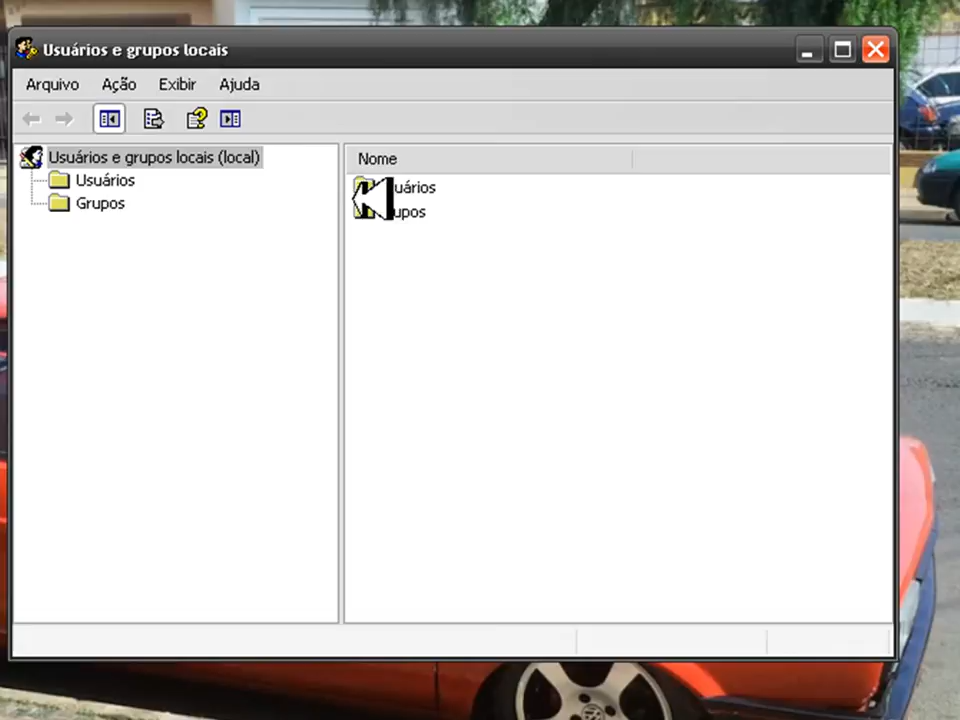 Usuários e grupos locais
Arquivo Ação Exibir Ajuda
Usuários e grupos locais (local)
Usuários
Grupos
Nome
uários
upos